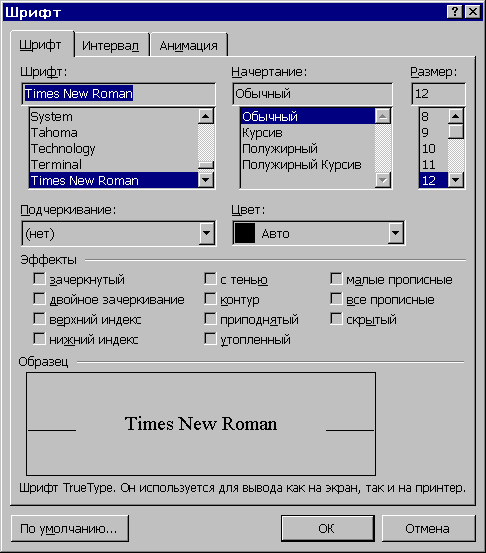 Шрифт
Шрифт Интервал Анимация
Шрифт: Начертание: Размер:
Times New Roman Обычный 12
System Обычный 8
Tahoma Курсив 9
Technology Полужирный 10
Terminal Полужирный Курсив 11
Times New Roman 12
Подчеркивание: Цвет:
(нет) Авто
Эффекты
зачеркнутый с тенью малые прописные
двойное зачеркивание контур все прописные
верхний индекс приподнятый скрытый
нижний индекс утопленный
Образец
Times New Roman
Шрифт TrueType. Он используется для вывода как на экран, так и на принтер.
По умолчанию... OK Отмена